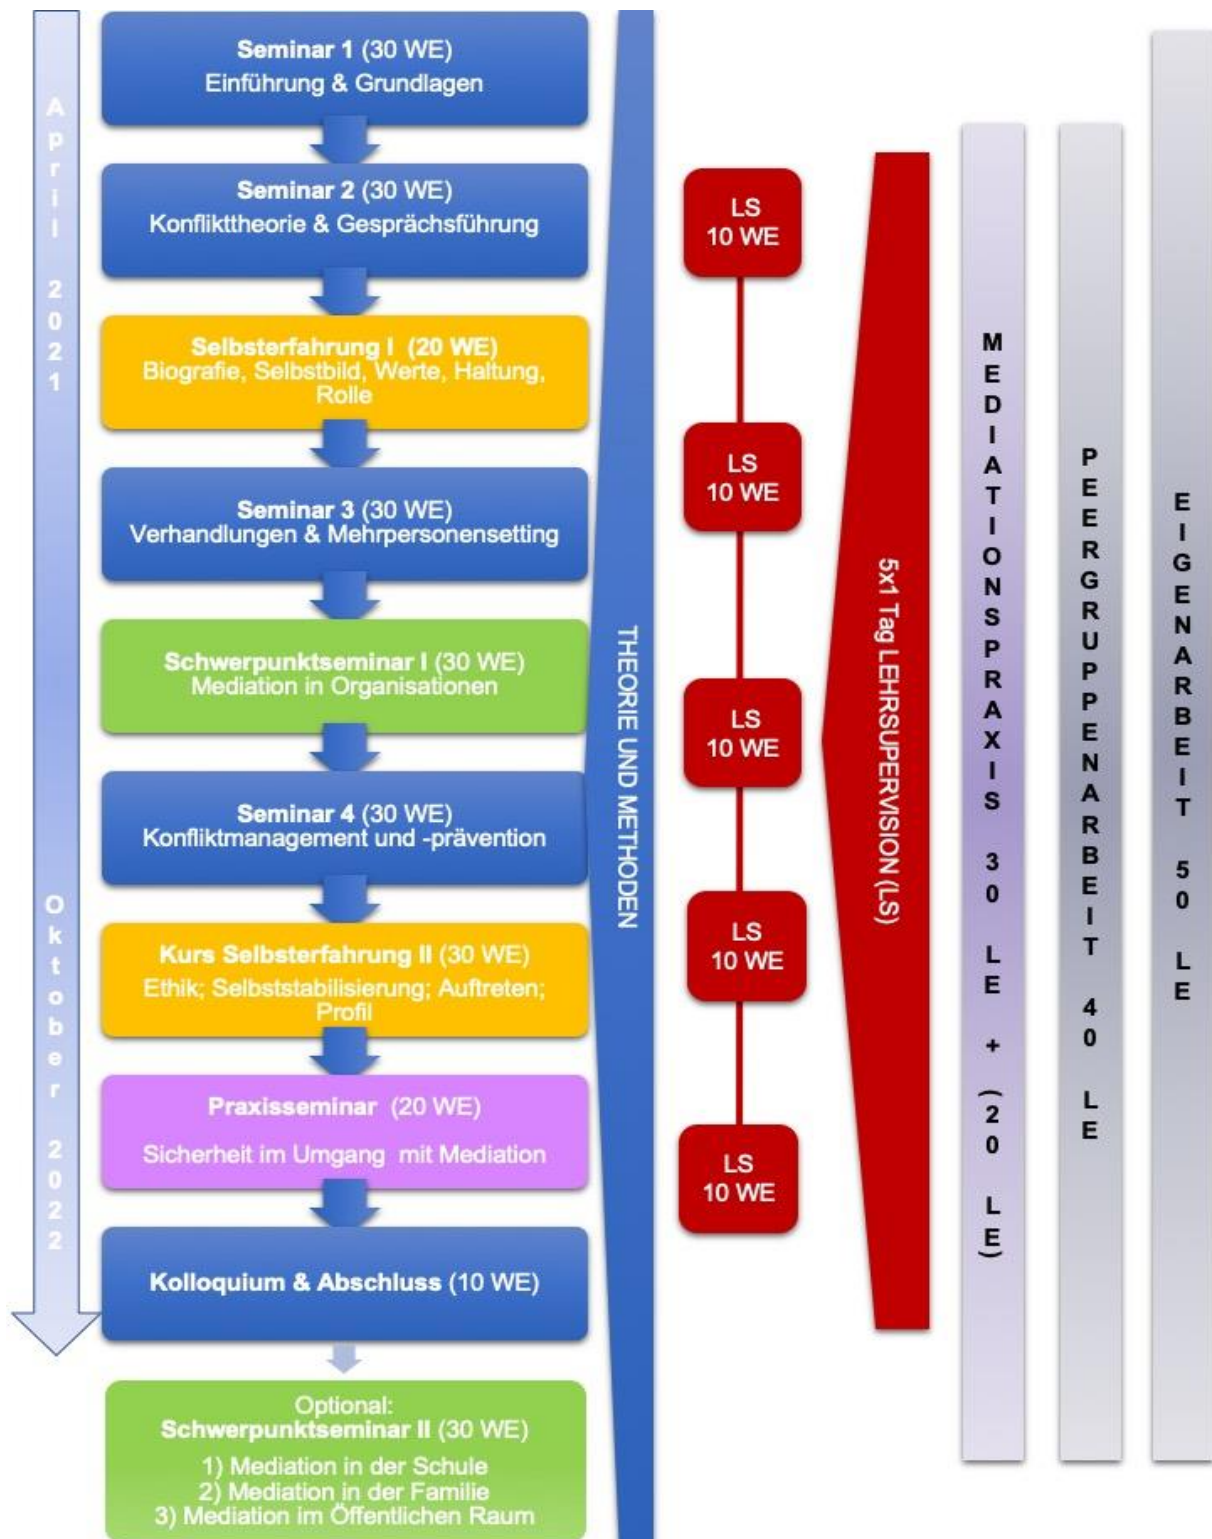 April 2021
Oktober 2022
Seminar 1 (30 WE)
Einführung & Grundlagen
Seminar 2 (30 WE)
Konflikttheorie & Gesprächsführung
Selbsterfahrung I (20 WE)
Biografie, Selbstbild, Werte, Haltung,
Rolle
Seminar 3 (30 WE)
Verhandlungen & Mehrpersonensetting
Schwerpunktseminar I (30 WE)
Mediation in Organisationen
Seminar 4 (30 WE)
Konfliktmanagement und -prävention
Kurs Selbsterfahrung II (30 WE)
Ethik; Selbststabilisierung; Auftreten;
Profil
Praxisseminar (20 WE)
Sicherheit im Umgang mit Mediation
Kolloquium & Abschluss (10 WE)
Optional:
Schwerpunktseminar II (30 WE)
1) Mediation in der Schule
2) Mediation in der Familie
3) Mediation im Öffentlichen Raum
THEORIE UND METHODEN
LS
10 WE
LS
10 WE
LS
10 WE
LS
10 WE
LS
10 WE
5x1 Tag LEHRSUPERVISION (LS)
MEDIATIONSPRAXIS 30 LE + (20 LE)
PEERGRUPPENARBEIT 40 LE
EIGENARBEIT 50 LE